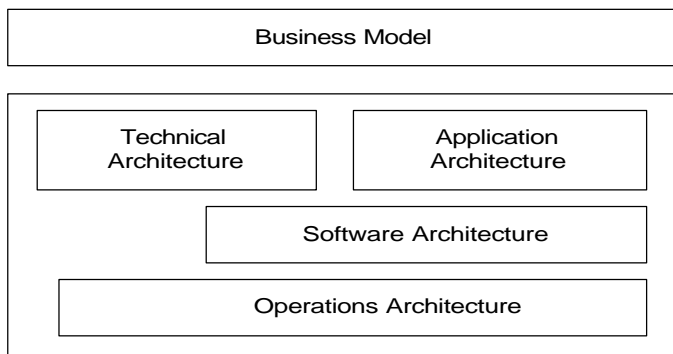 Business Model
Technical
Architecture
Application
Architecture
Software Architecture
Operations Architecture